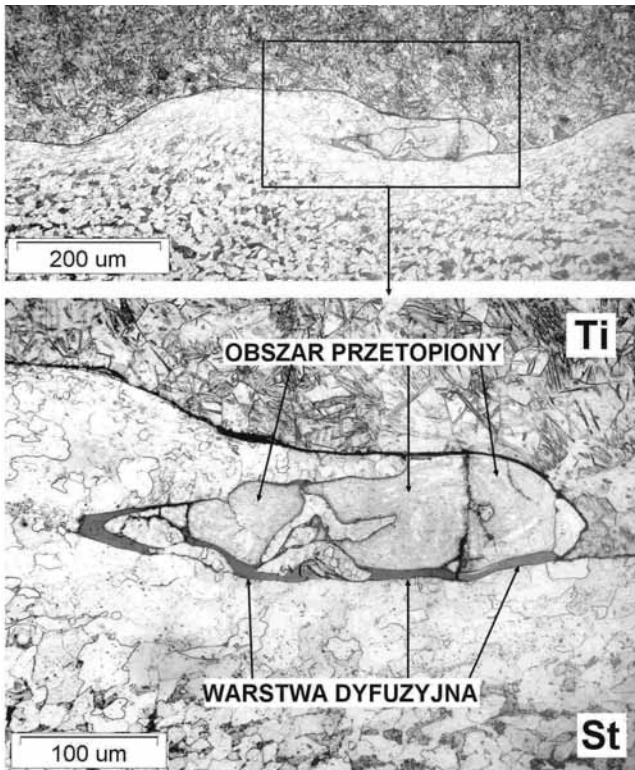 200 um
Ti
OBSZAR PRZETOPIONY
WARSTWA DYFUZYJNA
St
100 um